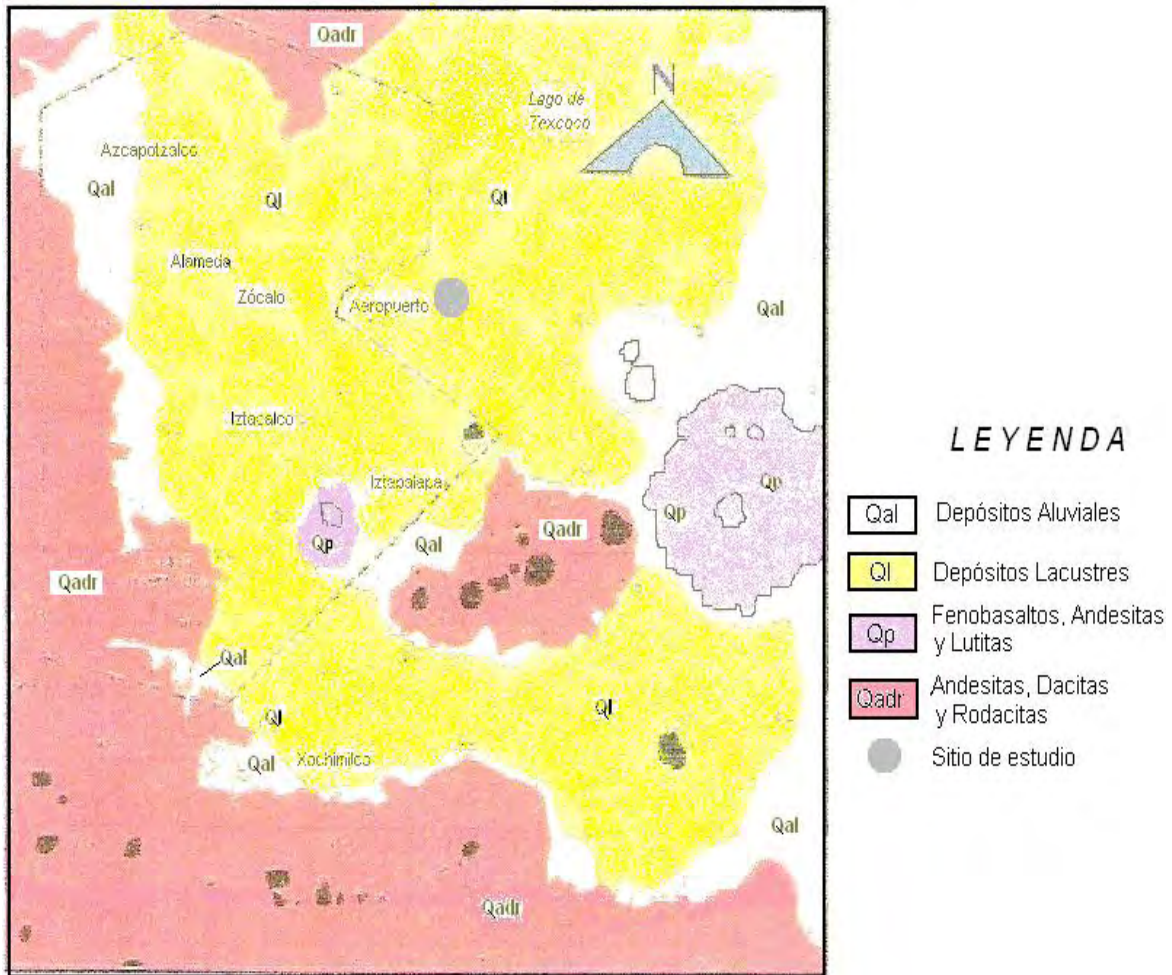 Qadr
N
Lago de
Texcoco
Azcapotzalco
Qal
Ql
Ql
Alameda
Zócalo
Aeropuerto
Qal
Iztacalco
Iztapalapa
Qp
Qp
Qadr
Qal
Qp
Qadr
Qal
Ql
Ql
Qal
Xochimilco
Qal
Qadr
LEYENDA
Qal Depósitos Aluviales
Ql Depósitos Lacustres
Qp Fenobasaltos, Andesitas
y Lutitas
Qadr Andesitas, Dacitas
y Rodacitas
Sitio de estudio